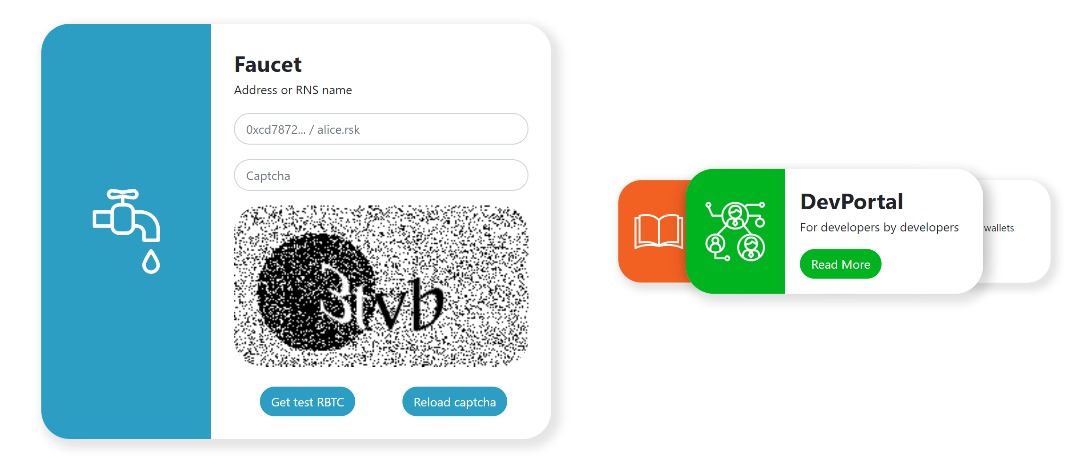 Faucet
Address or RNS name
0xcd7872... / alice.rsk
Captcha
3tvb
Get test RBTC
Reload captcha
DevPortal
For developers by developers
Read More
wallets